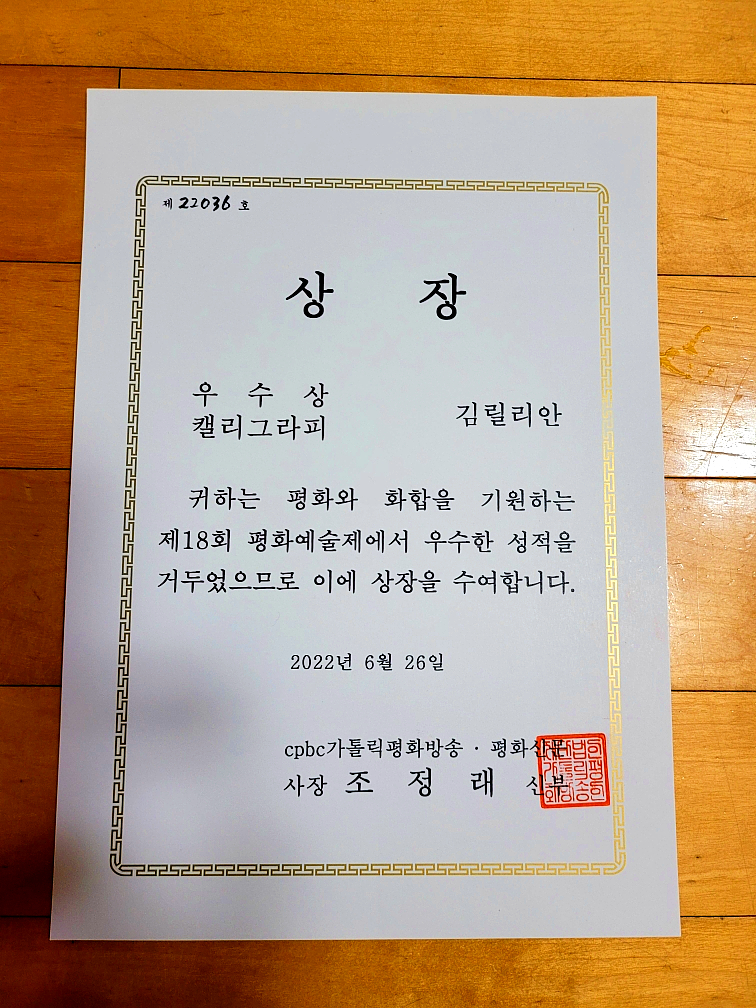 제 22036 호
상 장
우 수 상
캘리그라피
김릴리안
귀하는 평화와 화합을 기원하는
제18회 평화예술제에서 우수한 성적을
거두었으므로 이에 상장을 수여합니다.
2022년 6월 26일
cpbc가톨릭평화방송 · 평화신문
사장 조 정 래 신부